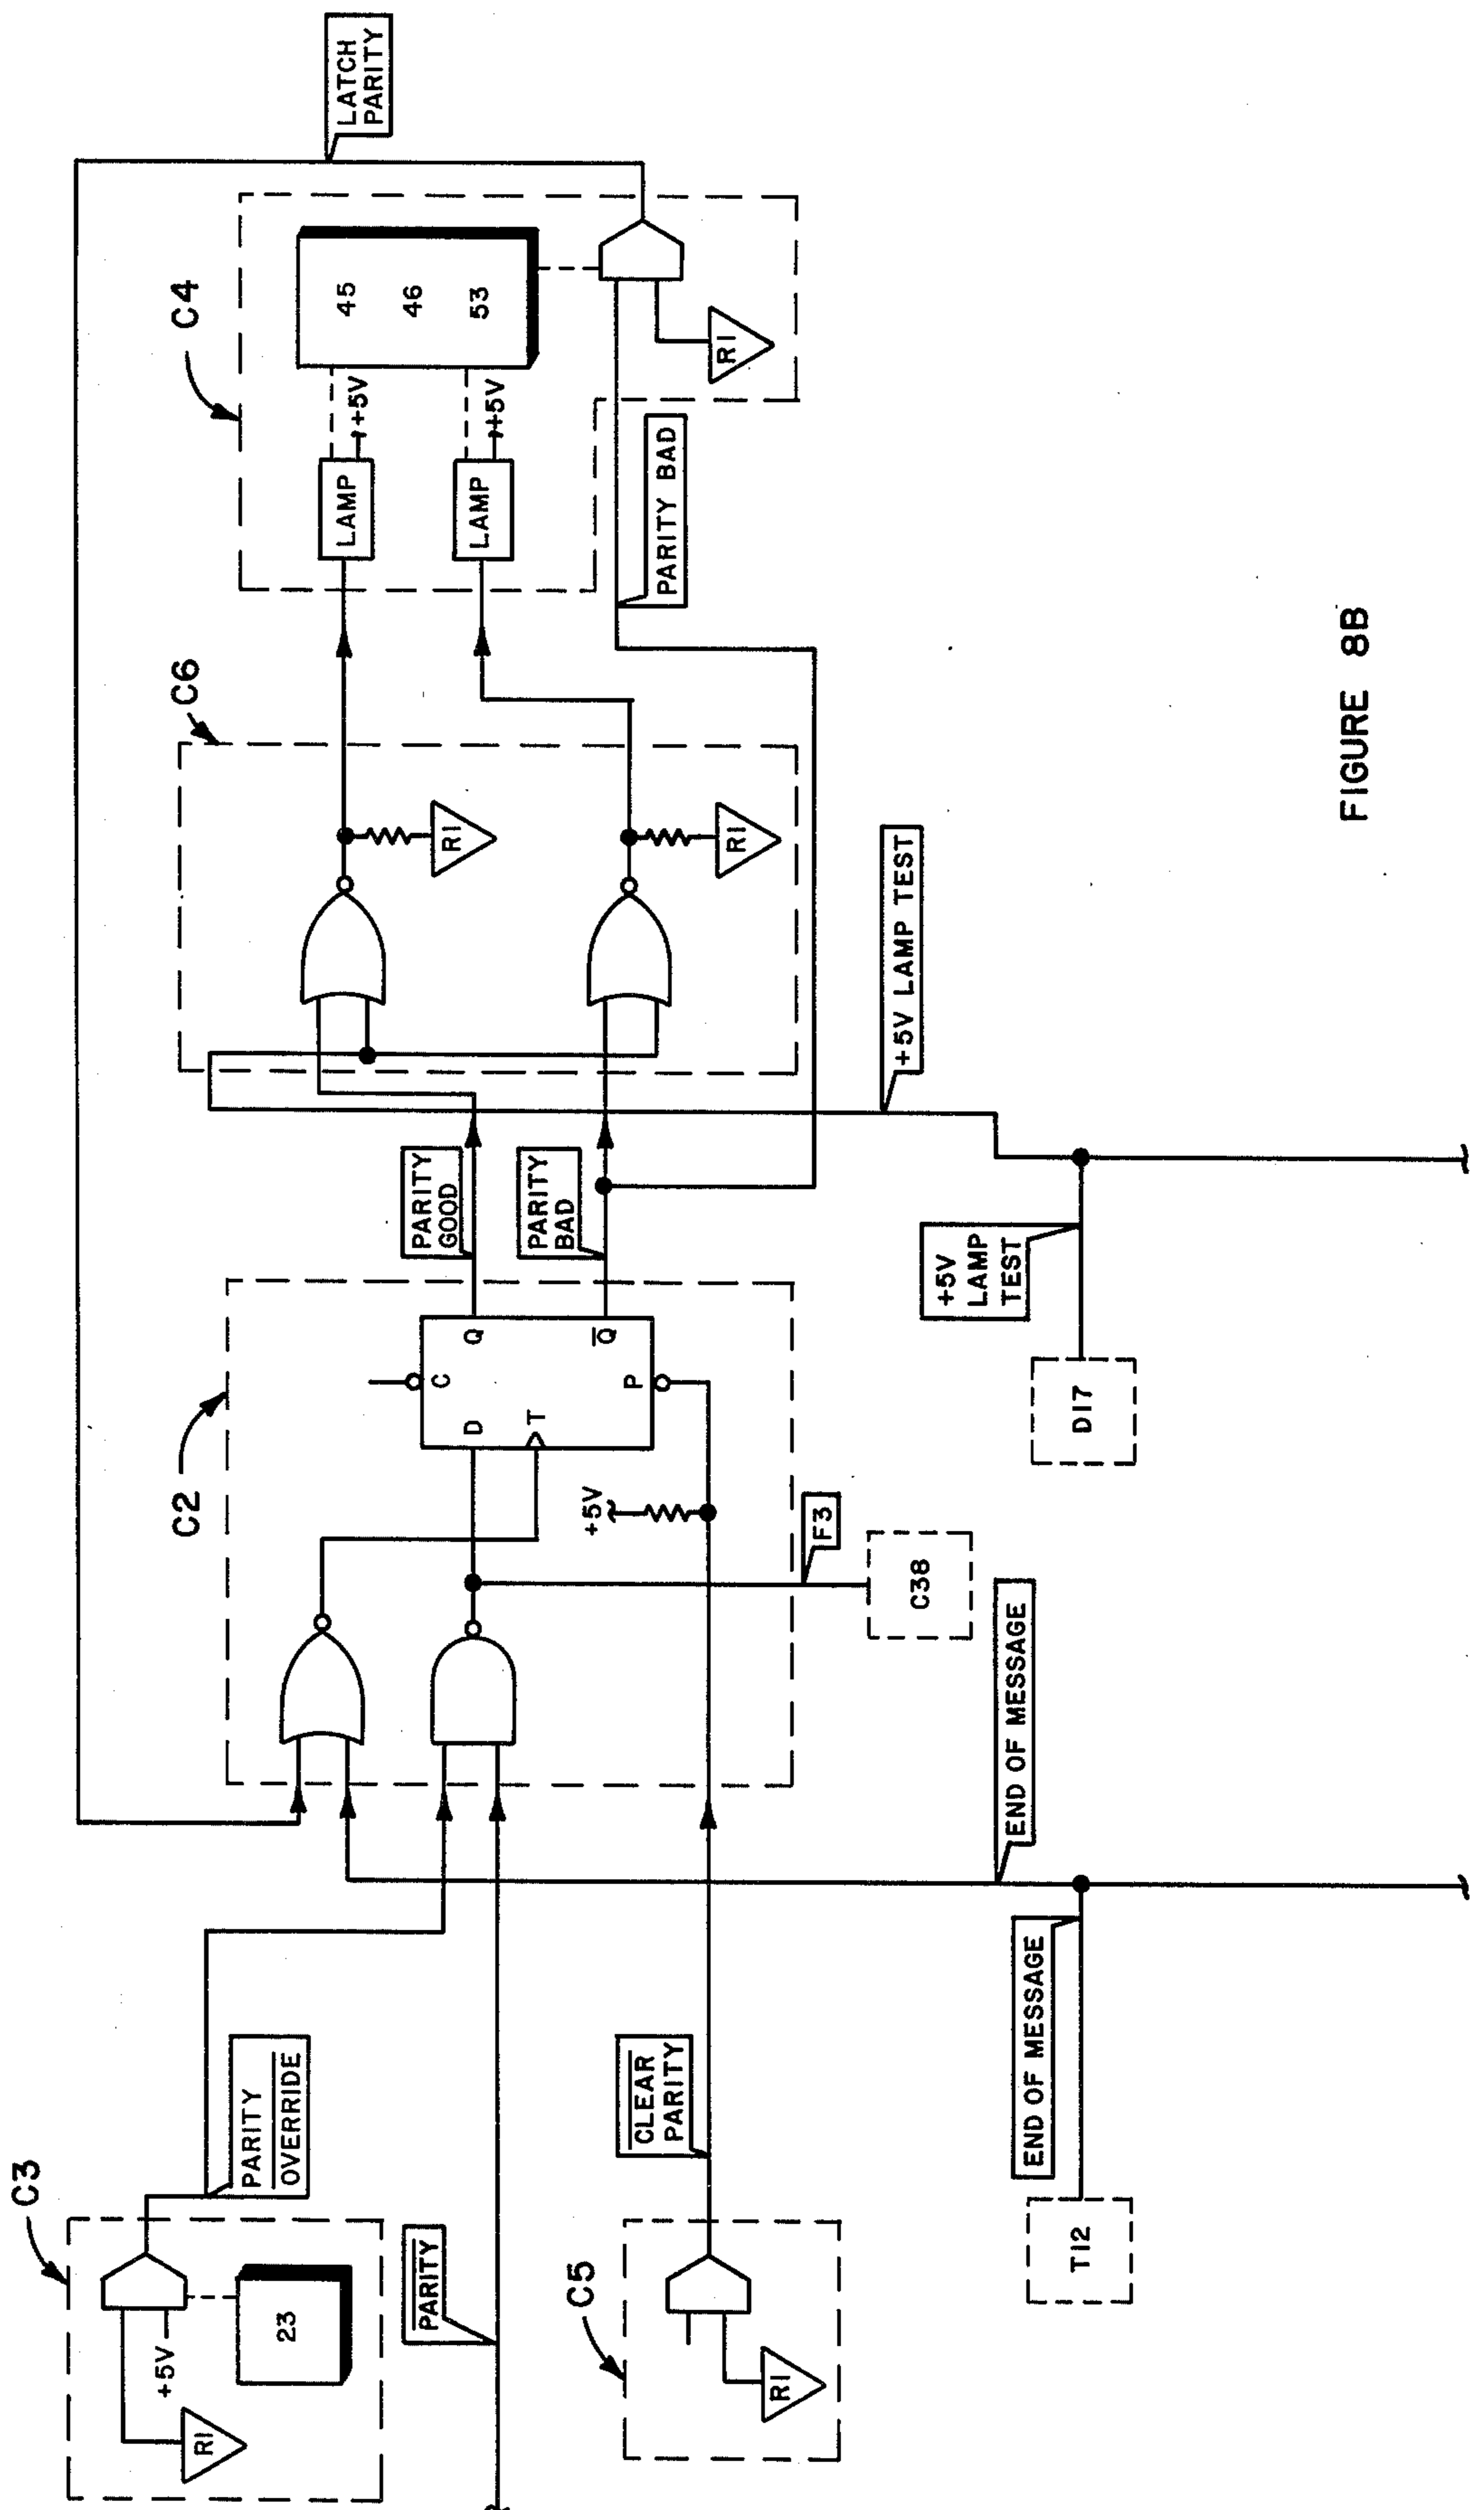 C3
RI
+5V
23
PARITY
OVERRIDE
PARITY
C5
RI
CLEAR
PARITY
T12
END OF MESSAGE
END OF MESSAGE
C2
+5V
D
T
C
P
Q
Q
F3
C38
PARITY
GOOD
PARITY
BAD
D17
+5V
LAMP
TEST
+5V LAMP TEST
C6
RI
RI
C4
LAMP
+5V
LAMP
+5V
45
46
53
RI
PARITY BAD
LATCH
PARITY
FIGURE 8B